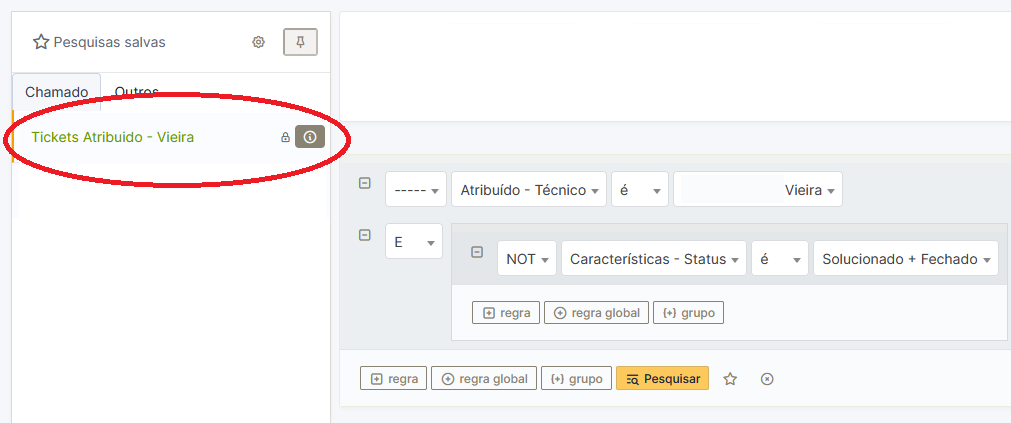 Pesquisas salvas
Chamado Outros
Tickets Atribuido - Vieira
----- Atribuído - Técnico é Vieira
E
NOT Características - Status é Solucionado + Fechado
regra regra global {+} grupo
regra regra global {+} grupo Pesquisar